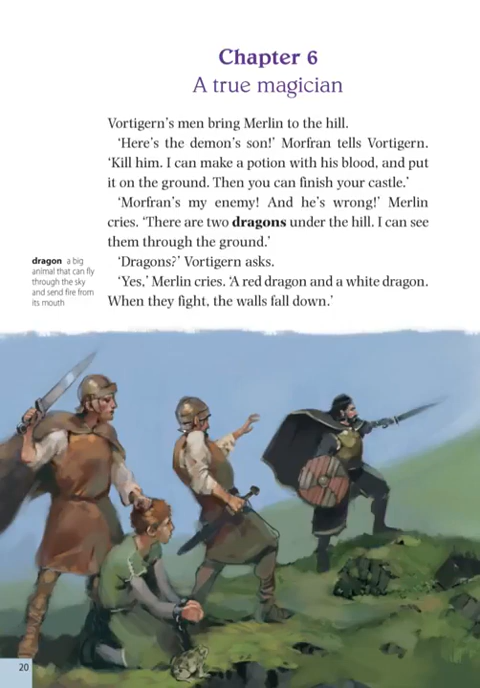 Chapter 6
A true magician
Vortigern’s men bring Merlin to the hill.
‘Here’s the demon’s son!’ Morfran tells Vortigern.
‘Kill him. I can make a potion with his blood, and put
it on the ground. Then you can finish your castle.’
‘Morfran’s my enemy! And he’s wrong!’ Merlin
cries. ‘There are two dragons under the hill. I can see
them through the ground.’
‘Dragons?’ Vortigern asks.
‘Yes,’ Merlin cries. ‘A red dragon and a white dragon.
When they fight, the walls fall down.’
dragon a big
animal that can fly
through the sky
and send fire from
its mouth
20